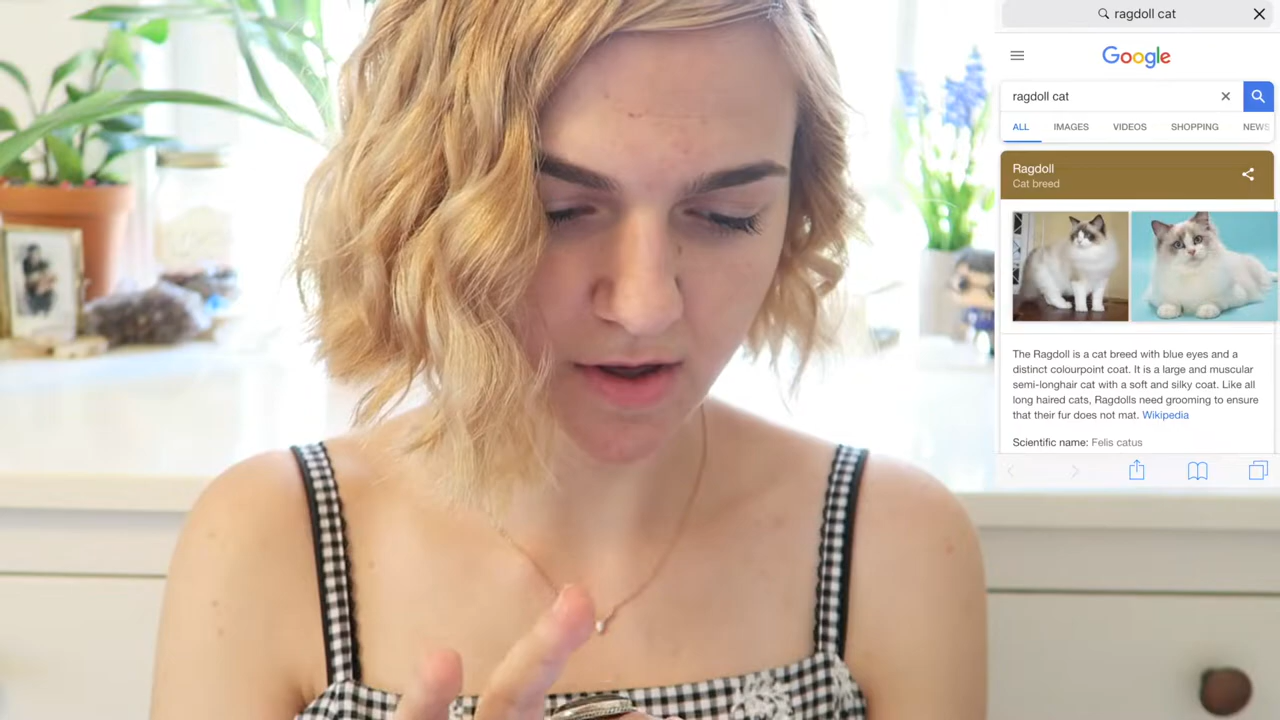 ragdoll cat
Google
ragdoll cat
ALL IMAGES VIDEOS SHOPPING NEWS
Ragdoll
Cat breed
The Ragdoll is a cat breed with blue eyes and a
distinct colourpoint coat. It is a large and muscular
semi-longhair cat with a soft and silky coat. Like all
long haired cats, Ragdolls need grooming to ensure
that their fur does not mat. Wikipedia
Scientific name: Felis catus